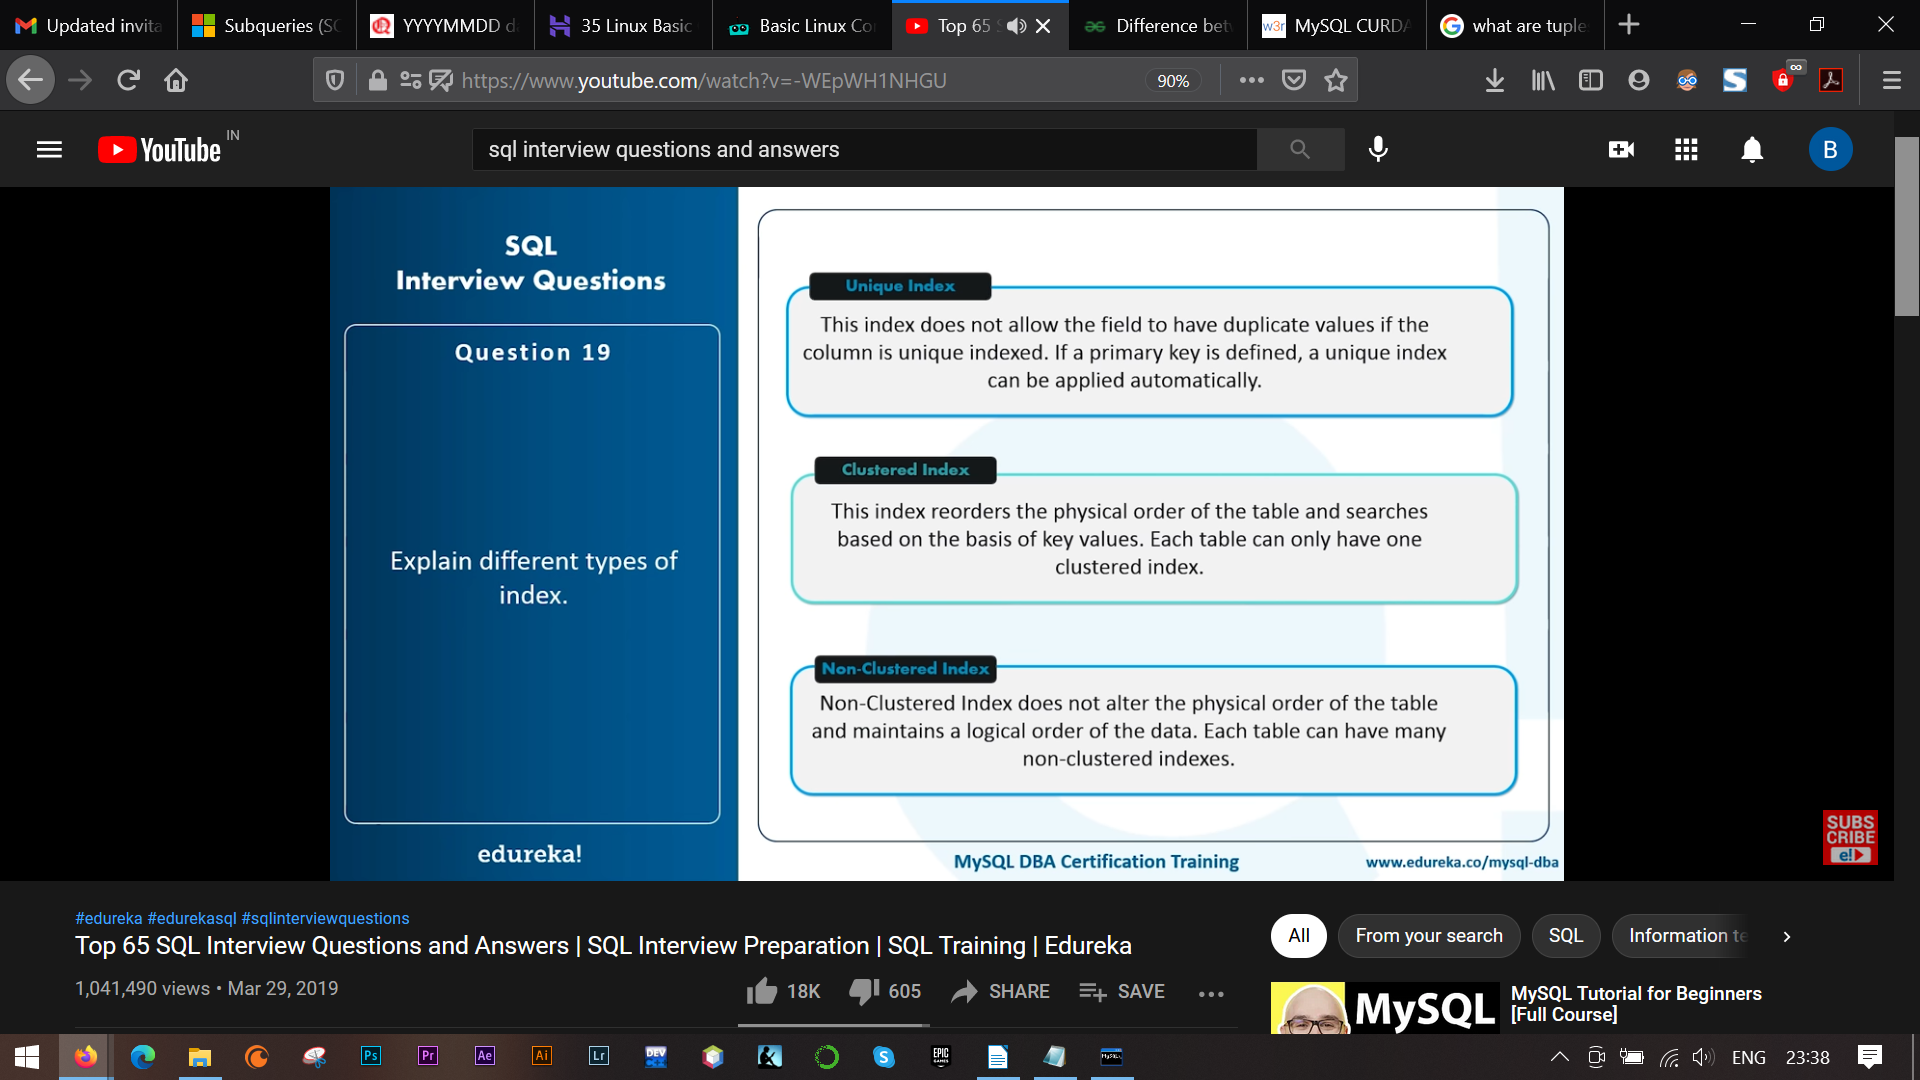 Updated invita
Subqueries (SC
YYYYMMDD d
35 Linux Basic
Basic Linux Co
Top 65 S
Difference bet
MySQL CURDA
what are tuple
https://www.youtube.com/watch?v=-WEpWH1NHGU
90%
YouTube IN
sql interview questions and answers
B
SQL
Interview Questions
Question 19
Explain different types of
index.
edureka!
Unique Index
This index does not allow the field to have duplicate values if the
column is unique indexed. If a primary key is defined, a unique index
can be applied automatically.
Clustered Index
This index reorders the physical order of the table and searches
based on the basis of key values. Each table can only have one
clustered index.
Non-Clustered Index
Non-Clustered Index does not alter the physical order of the table
and maintains a logical order of the data. Each table can have many
non-clustered indexes.
MySQL DBA Certification Training
www.edureka.co/mysql-dba
SUBS
CRIBE
e!
#edureka #edurekasql #sqlinterviewquestions
Top 65 SQL Interview Questions and Answers | SQL Interview Preparation | SQL Training | Edureka
1,041,490 views • Mar 29, 2019
18K
605
SHARE
SAVE
All
From your search
SQL
Information te
MySQL
MySQL Tutorial for Beginners
[Full Course]
Ps
Pr
Ae
Ai
Lr
DEV
EPIC
GAMES
MySQL
ENG
23:38